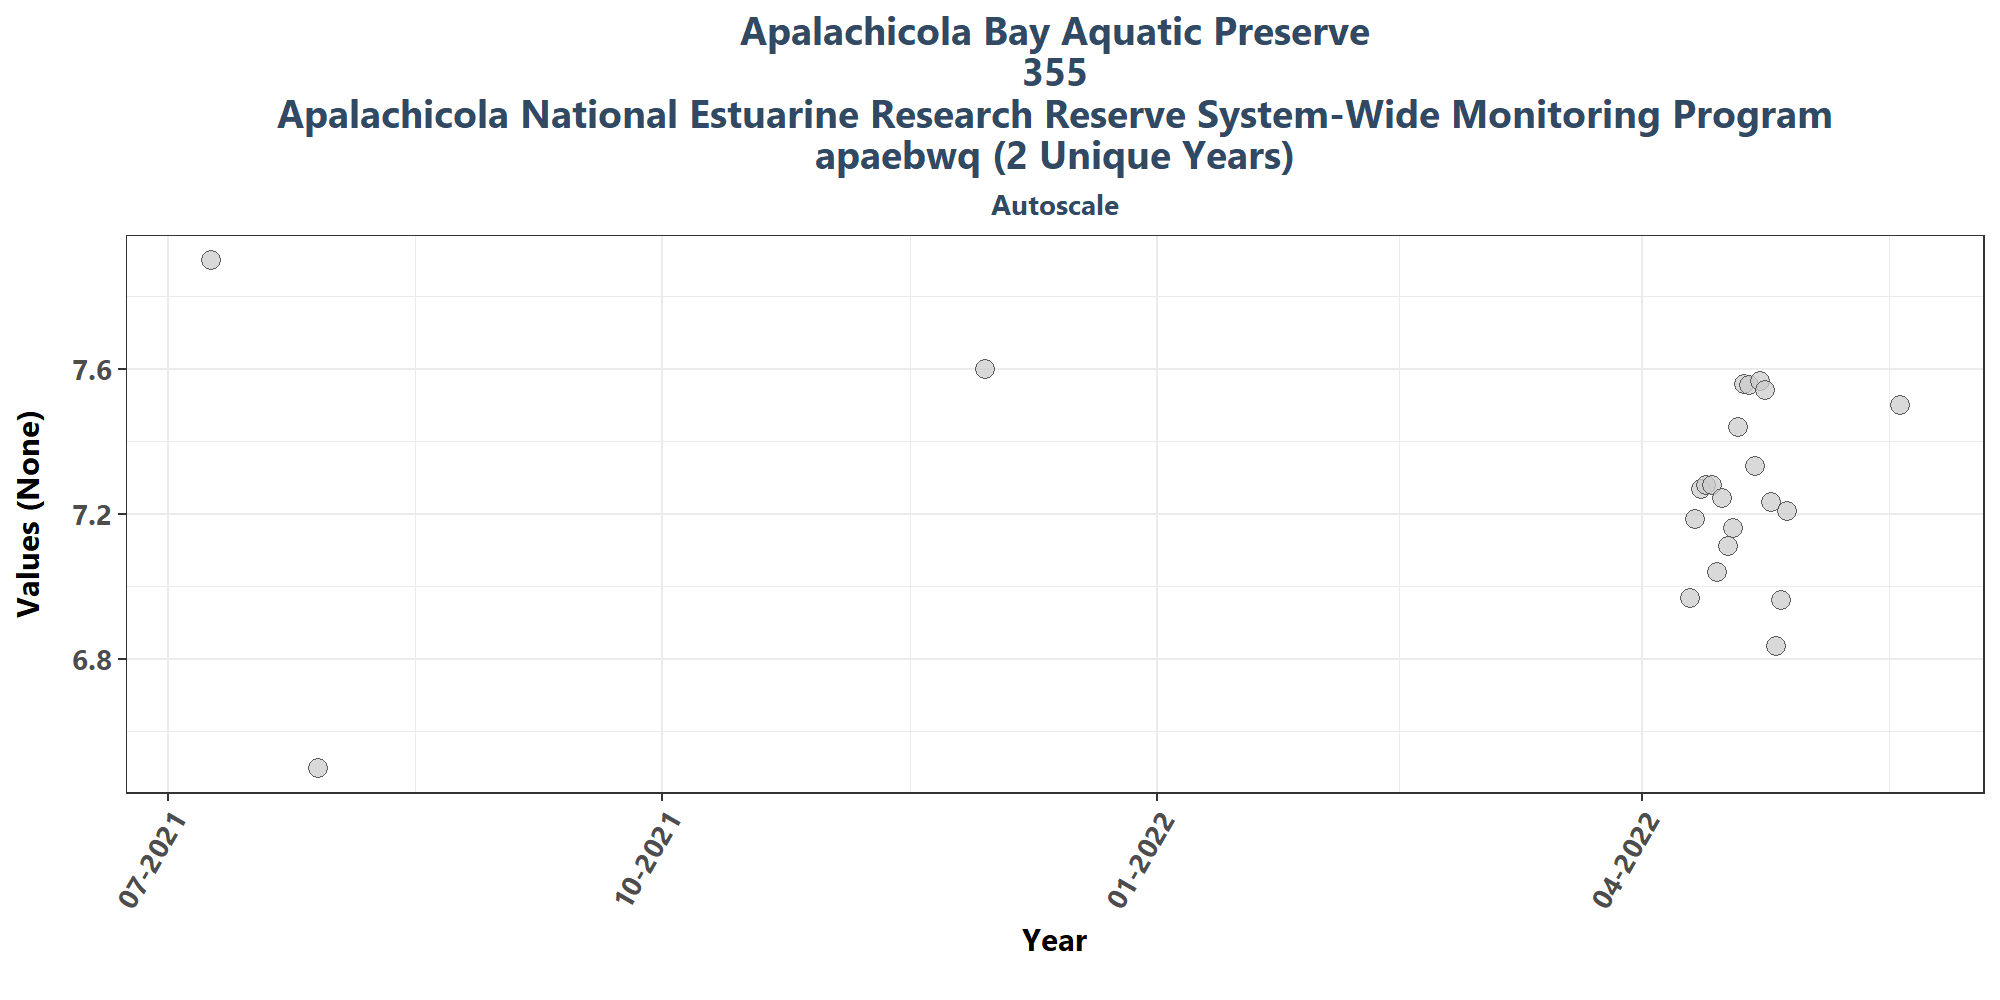 Apalachicola Bay Aquatic Preserve
355
Apalachicola National Estuarine Research Reserve System-Wide Monitoring Program
apaebwq (2 Unique Years)
Autoscale
7.6
7.2
6.8
Values (None)
07-2021
10-2021
01-2022
04-2022
Year